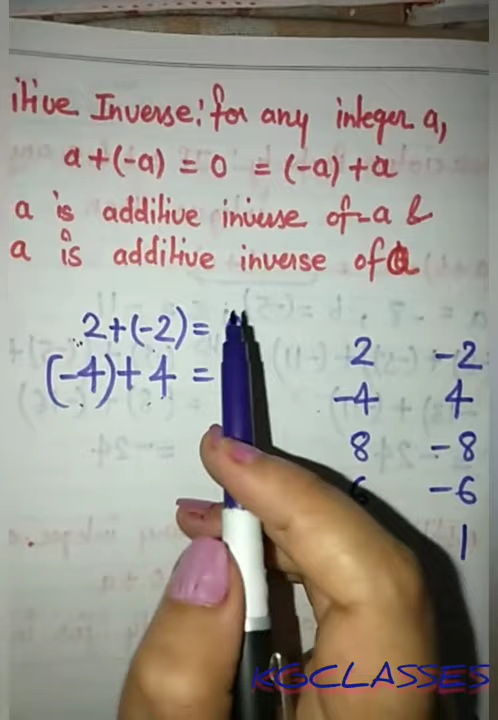 itive Inverse: for any integer a,
a+(-a) = 0 = (-a)+a
a is additive inverse of -a &
a is additive inverse of a
2+(-2)=
(-4)+4 =
2 -2
-4 4
8 -8
6 -6
1
KGCLASSES